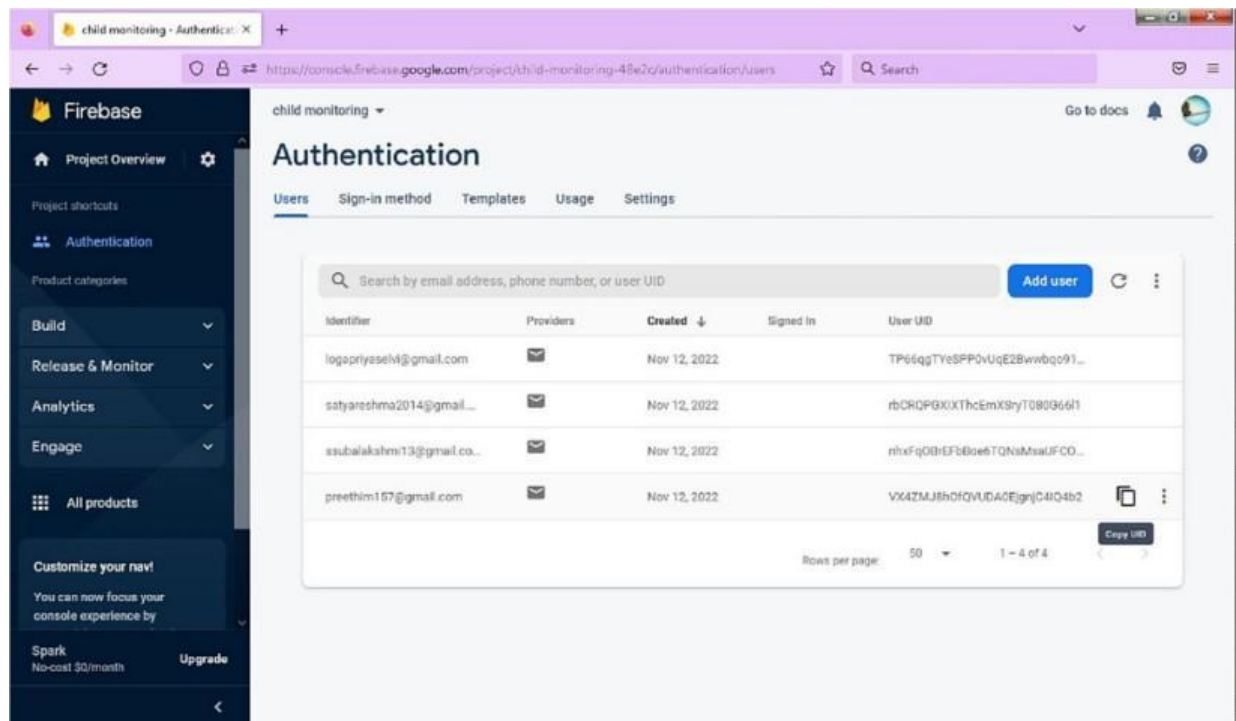 child monitoring - Authenticati
https://console.firebase.google.com/project/child-monitoring-48e2c/authentication/users
Search
Firebase
child monitoring
Go to docs
Project Overview
Authentication
Users Sign-in method Templates Usage Settings
Project shortcuts
Authentication
Product categories
Build
Release & Monitor
Analytics
Engage
All products
Customize your nav!
You can now focus your
console experience by
Spark
No-cost $0/month
Upgrade
Search by email address, phone number, or user UID
Add user
Identifier Providers Created Signed In User UID
logapriyaselvi@gmail.com Nov 12, 2022
satyareshma2014@gmail.... Nov 12, 2022
ssubalakshmi13@gmail.co... Nov 12, 2022
preethim157@gmail.com Nov 12, 2022
Copy UID
Rows per page: 50 1 – 4 of 4